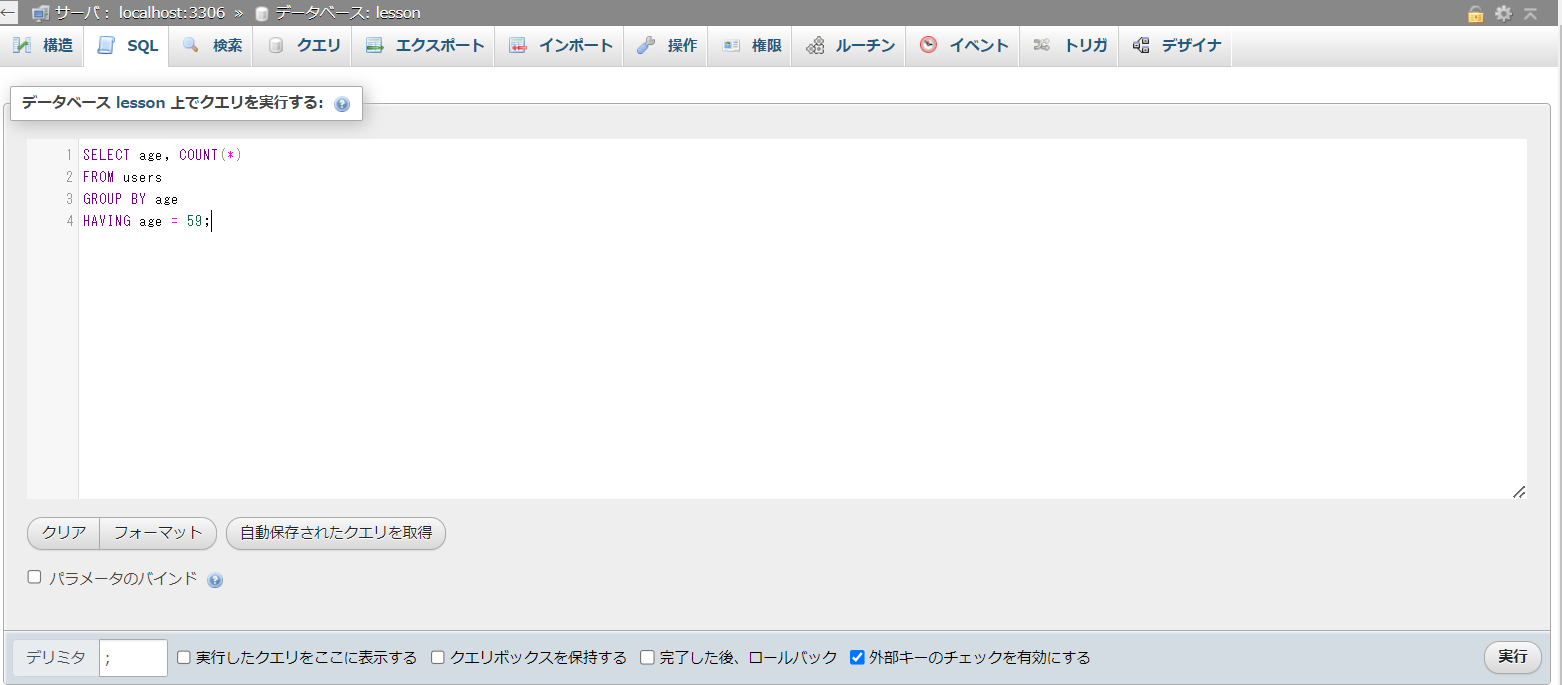 ← サーバ: localhost:3306 » データベース: lesson
構造 SQL 検索 クエリ エクスポート インポート 操作 権限 ルーチン イベント トリガ デザイナ
データベース lesson 上でクエリを実行する:
1 SELECT age, COUNT(*)
2 FROM users
3 GROUP BY age
4 HAVING age = 59;
クリア フォーマット 自動保存されたクエリを取得
パラメータのバインド
デリミタ ; 実行したクエリをここに表示する クエリボックスを保持する 完了した後、ロールバック 外部キーのチェックを有効にする 実行